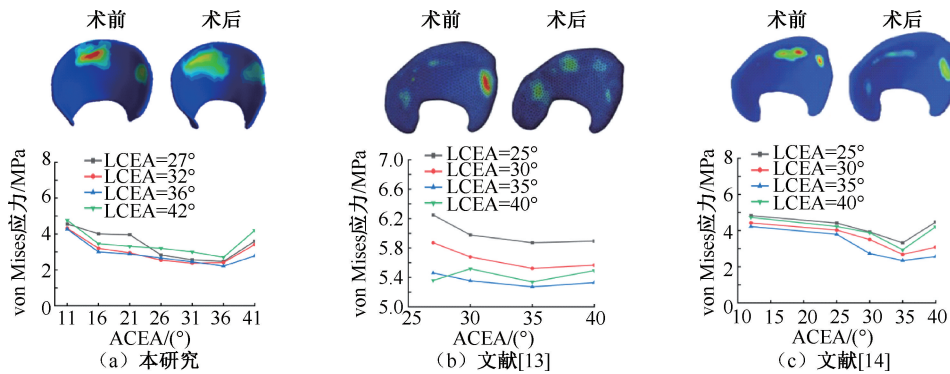 术前 术后
8
6
4
2
0
von Mises应力/MPa
LCEA=27°
LCEA=32°
LCEA=36°
LCEA=42°
11 16 21 26 31 36 41
ACEA/(°)
(a) 本研究
术前 术后
7.0
6.6
6.2
5.8
5.4
5.0
von Mises应力/MPa
LCEA=25°
LCEA=30°
LCEA=35°
LCEA=40°
25 30 35 40
ACEA/(°)
(b) 文献[13]
术前 术后
8
6
4
2
0
von Mises应力/MPa
LCEA=25°
LCEA=30°
LCEA=35°
LCEA=40°
10 15 20 25 30 35 40
ACEA/(°)
(c) 文献[14]